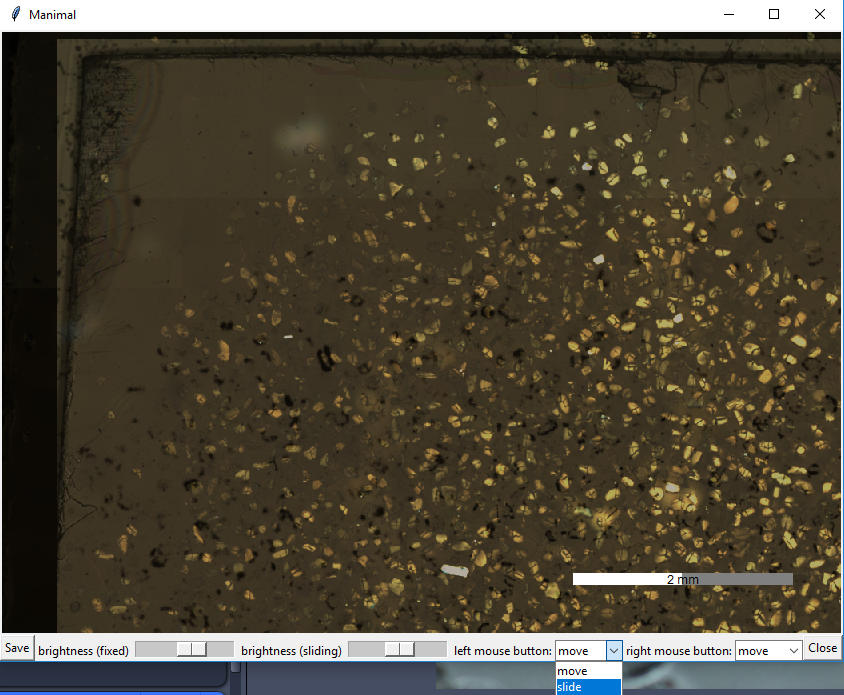 Manimal
2 mm
Save brightness (fixed) brightness (sliding) left mouse button: move right mouse button: move Close
move
slide